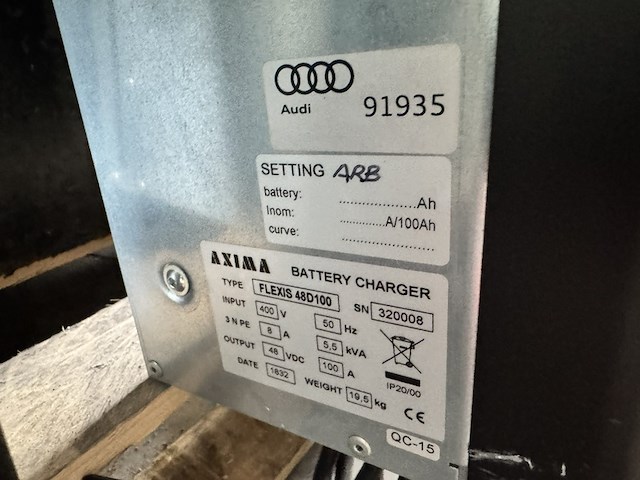 Audi
91935
SETTING ARB
battery: ..................Ah
Inom: ............A/100Ah
curve: .........................
AXIMA BATTERY CHARGER
TYPE FLEXIS 48D100 SN 320008
INPUT 400 V 50 Hz
3 N PE 8 A 5,5 kVA
OUTPUT 48 VDC 100 A
DATE 1832 WEIGHT 19,5 kg
IP20/00
CE
QC-15